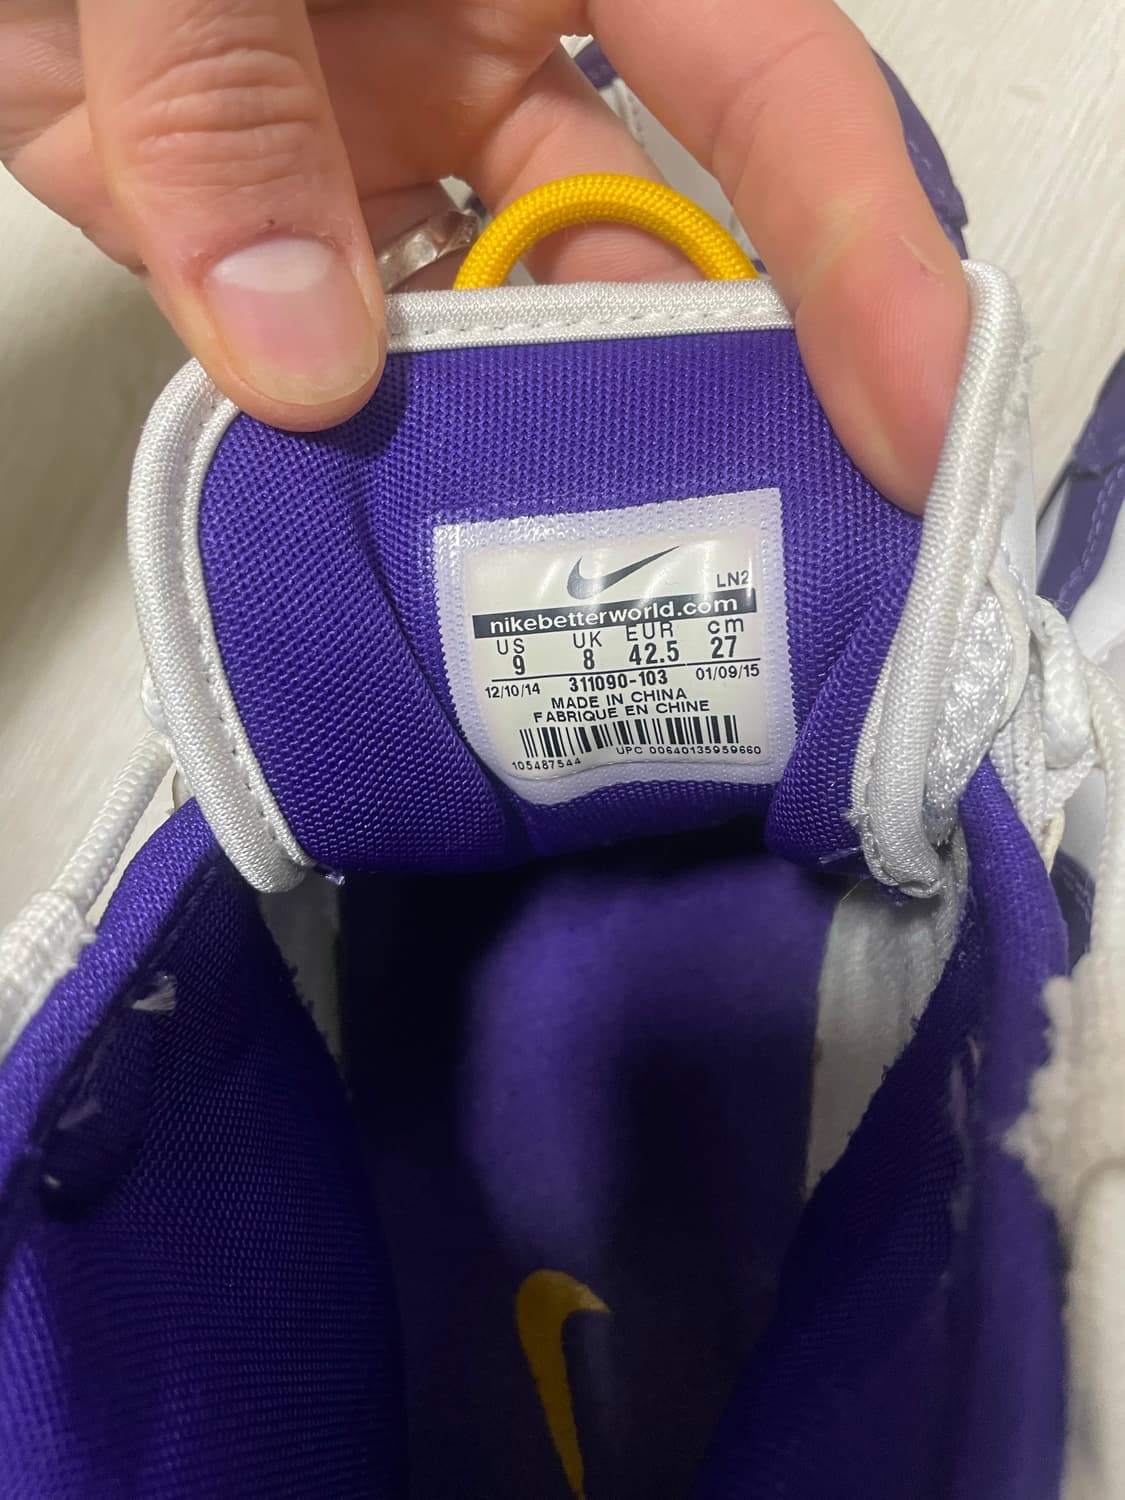 LN2
nikebetterworld.com
US UK EUR cm
9 8 42.5 27
12/10/14 311090-103 01/09/15
MADE IN CHINA
FABRIQUE EN CHINE
105487544 UPC 00640135959660